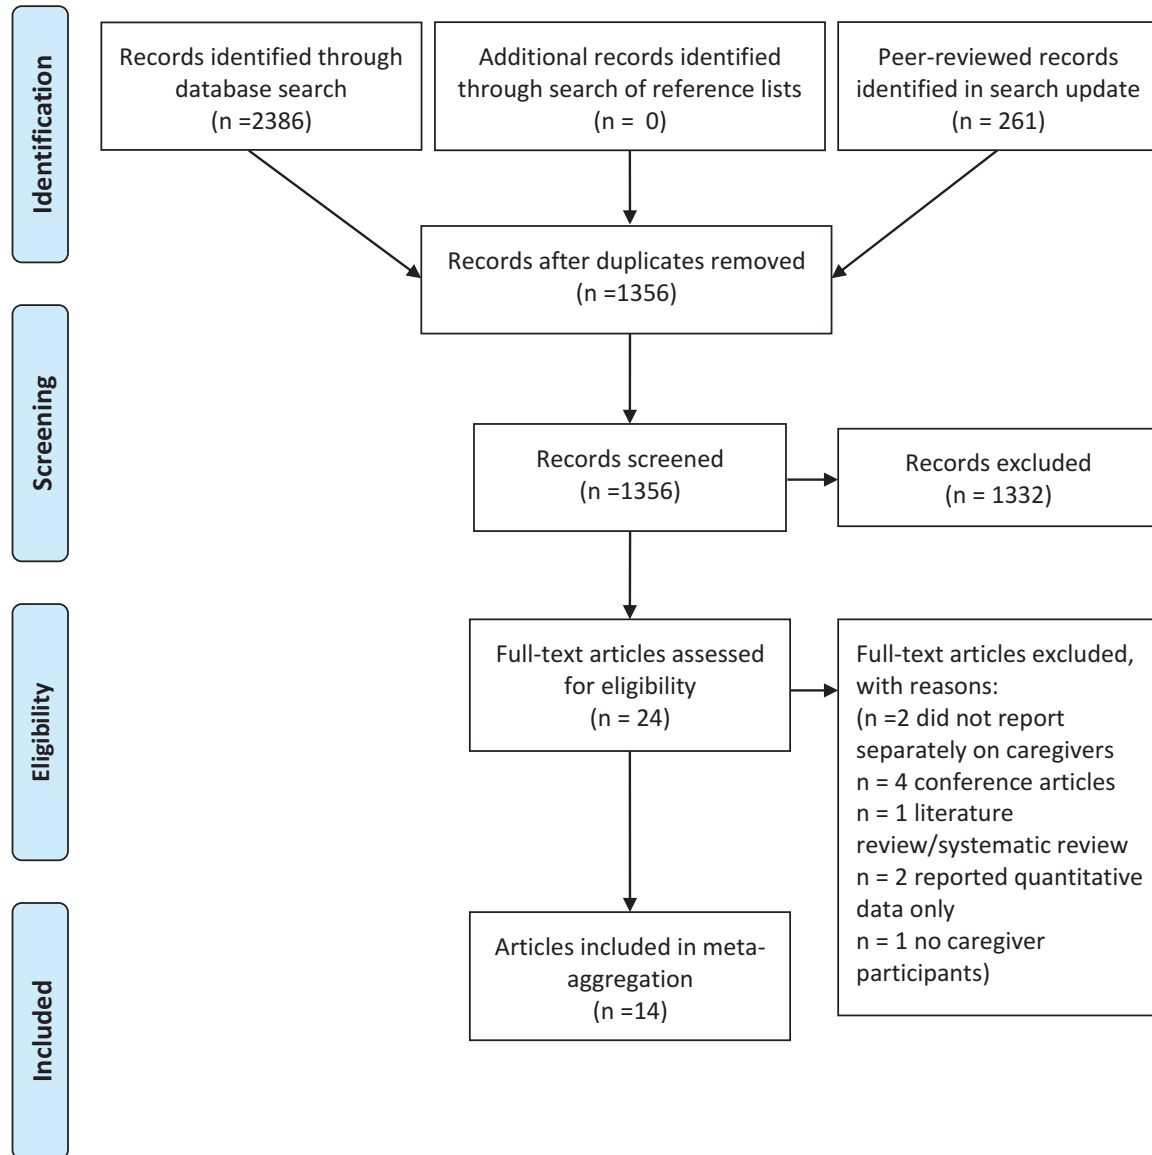 Identification
Records identified through
database search
(n =2386)
Additional records identified
through search of reference lists
(n =  0)
Peer-reviewed records
identified in search update
(n = 261)
Records after duplicates removed
(n =1356)
Screening
Records screened
(n =1356)
Records excluded
(n = 1332)
Eligibility
Full-text articles assessed
for eligibility
(n = 24)
Full-text articles excluded,
with reasons:
(n =2 did not report
separately on caregivers
n = 4 conference articles
n = 1 literature
review/systematic review
n = 2 reported quantitative
data only
n = 1 no caregiver
participants)
Included
Articles included in meta-
aggregation
(n =14)